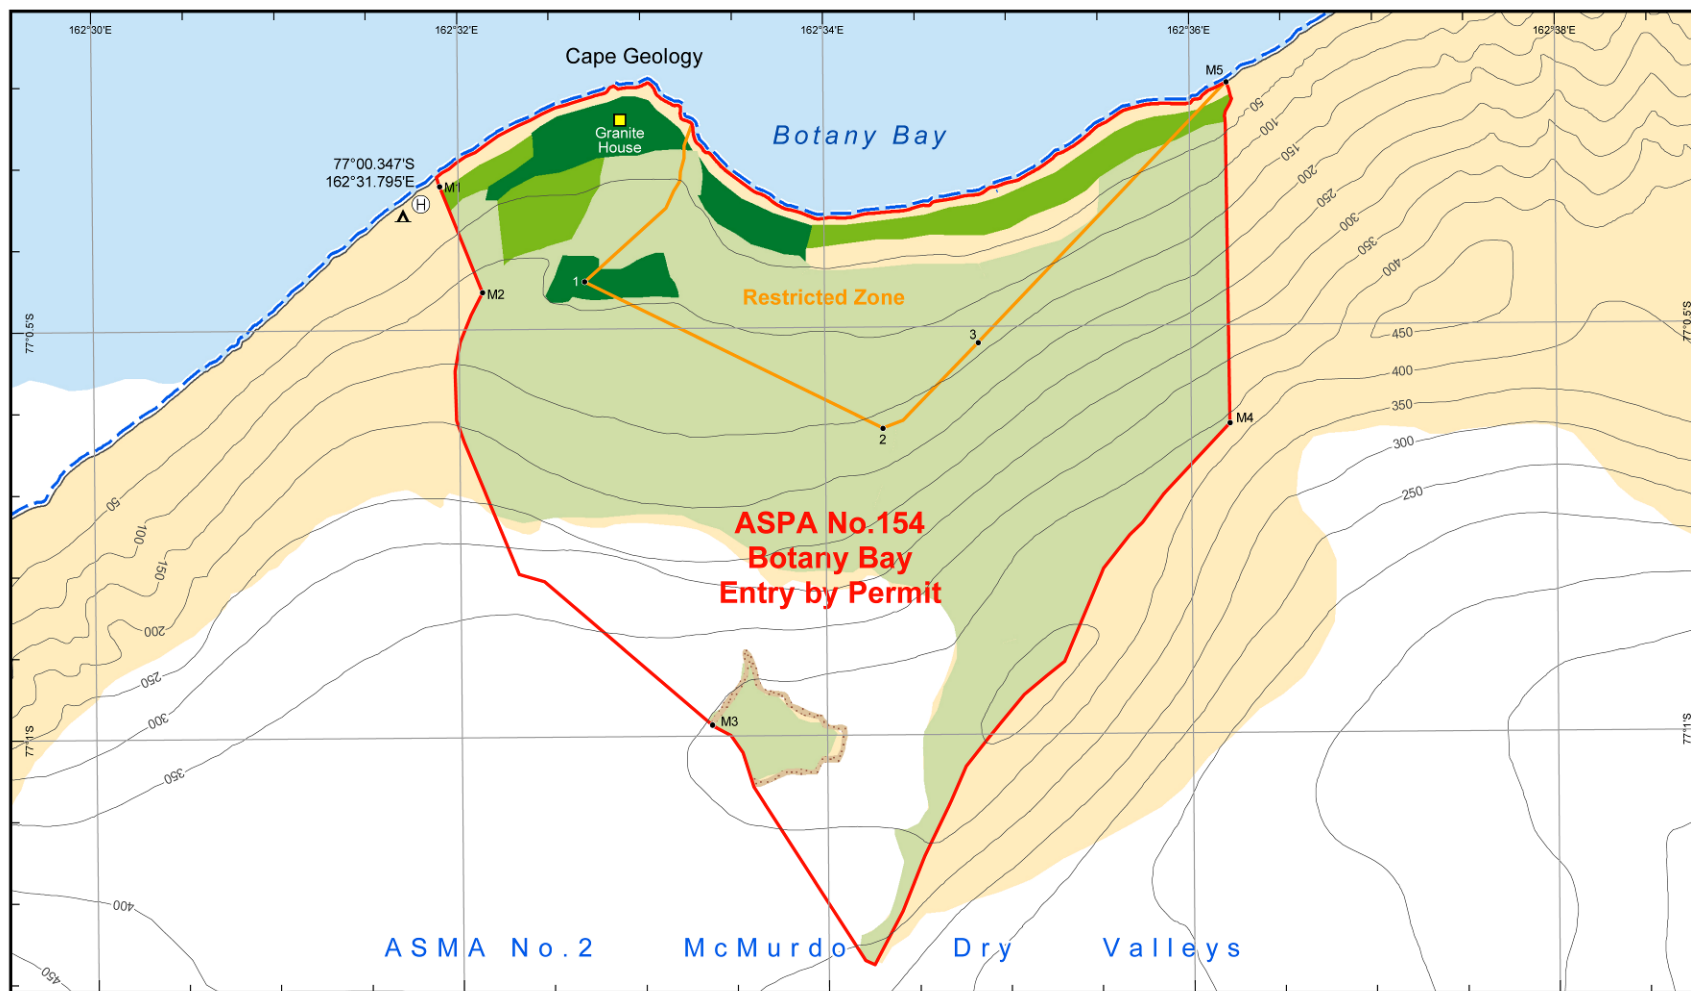 162°30'E
162°32'E
162°34'E
162°36'E
162°38'E
Cape Geology
M5
Botany Bay
Granite
House
77°00.347'S
162°31.795'E
M1
H
M2
1
Restricted Zone
3
2
M4
50
100
150
200
250
300
350
400
450
400
350
300
250
77°0.5'S
77°0.5'S
50
100
150
200
250
300
350
400
450
ASPA No.154
Botany Bay
Entry by Permit
M3
77°1'S
77°1'S
ASMA No.2 McMurdo Dry Valleys